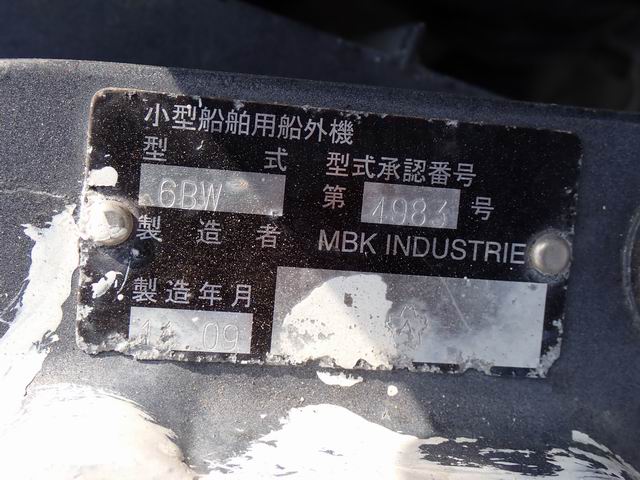 小型船舶用船外機
型式 型式承認番号
6BW 第 4983 号
製造者 MBK INDUSTRIE
製造年月
11 09